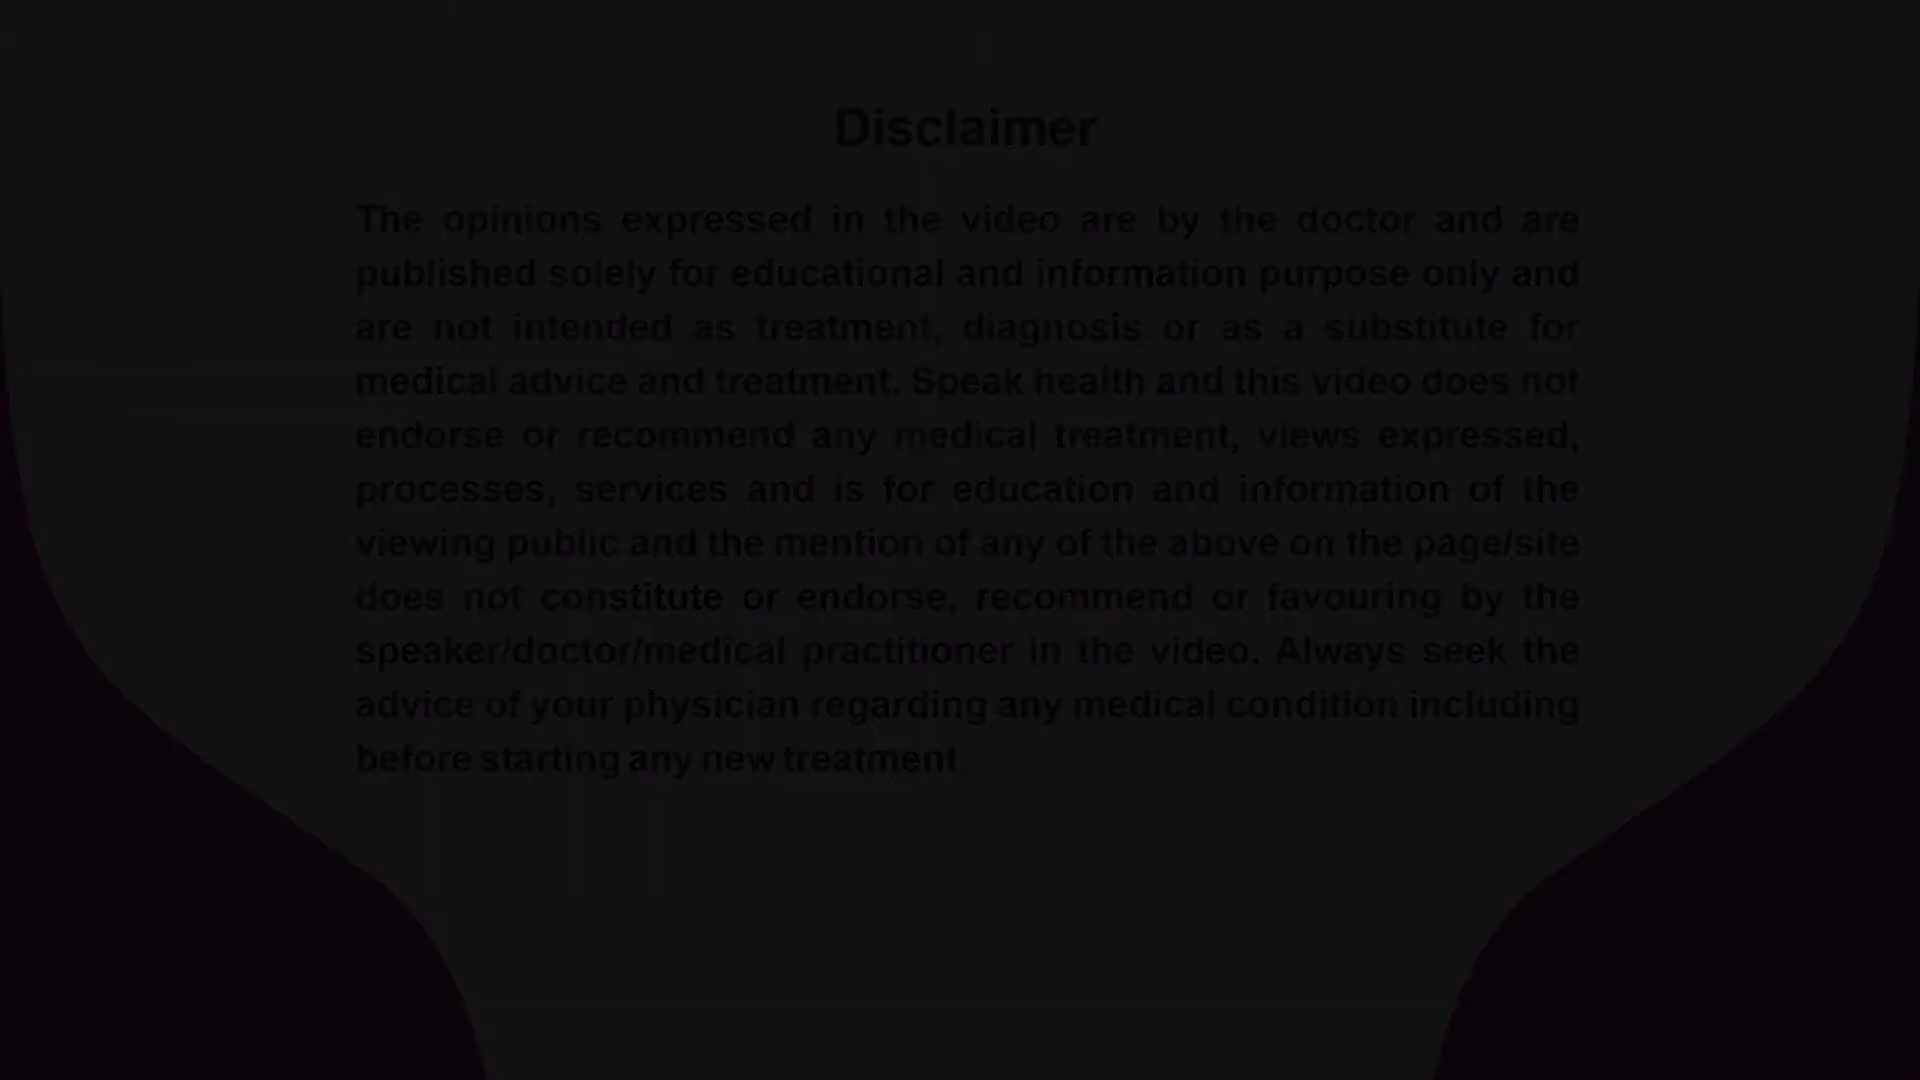 Disclaimer
The opinions expressed in the video are by the doctor and are
published solely for educational and information purpose only and
are not intended as treatment, diagnosis or as a substitute for
medical advice and treatment. Speak health and this video does not
endorse or recommend any medical treatment, views expressed,
processes, services and is for education and information of the
viewing public and the mention of any of the above on the page/site
does not constitute or endorse, recommend or favouring by the
speaker/doctor/medical practitioner in the video. Always seek the
advice of your physician regarding any medical condition including
before starting any new treatment.